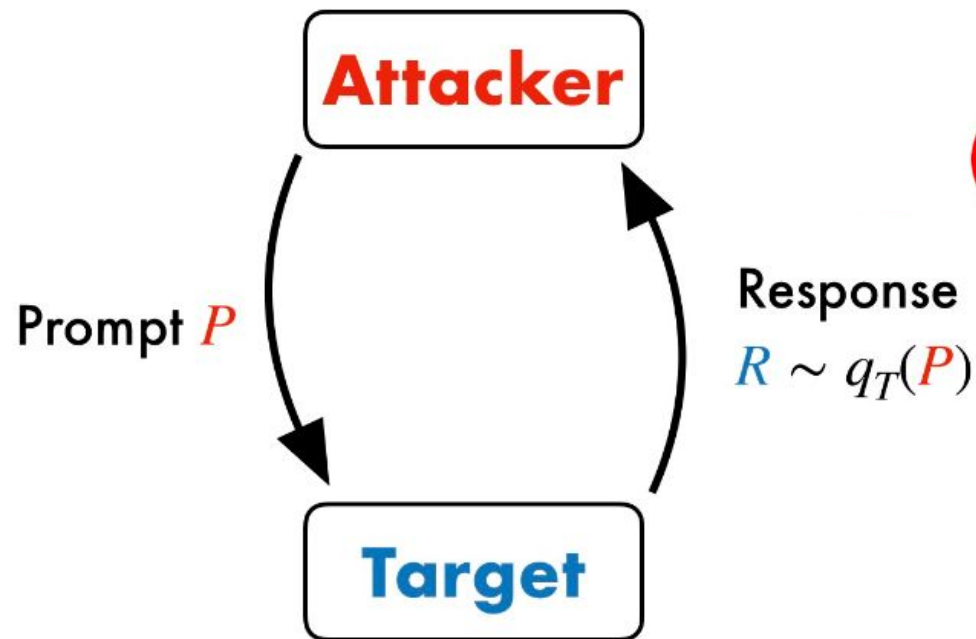 Attacker
Prompt P
Response
R ~ q_T(P)
Target